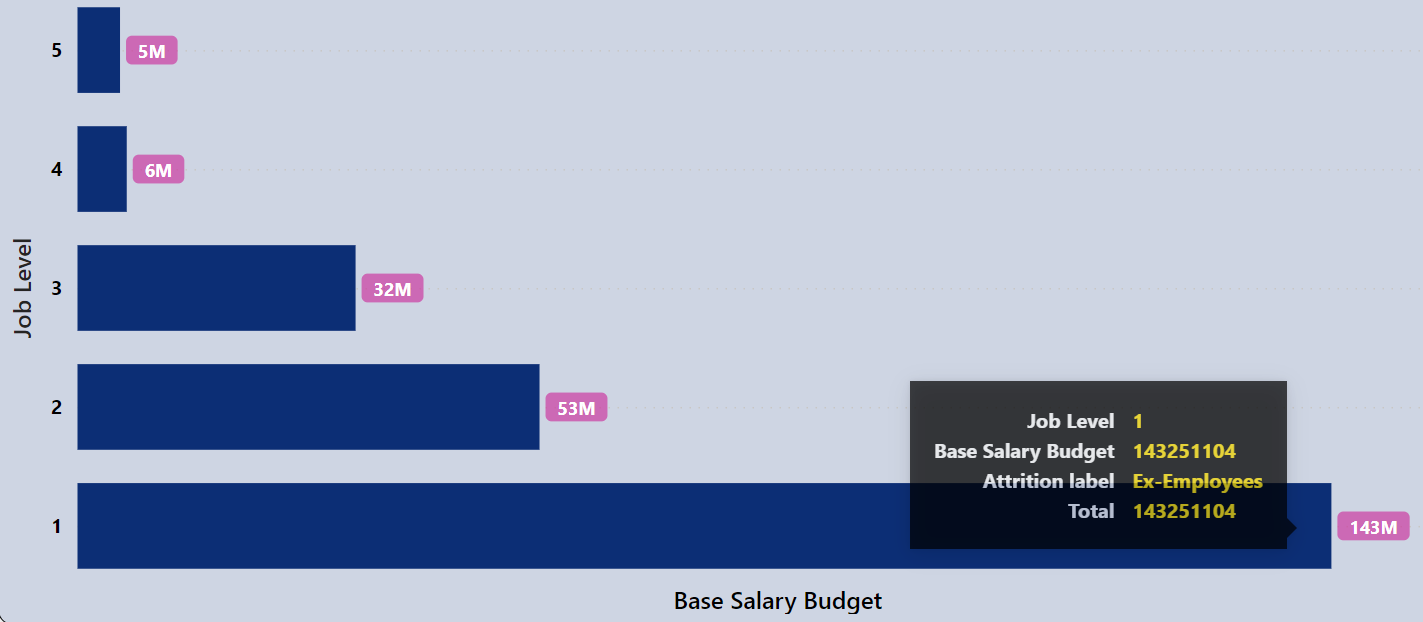 5
5M
4
6M
Job Level
3
32M
2
53M
Job Level 1
Base Salary Budget 143251104
Attrition label Ex-Employees
Total 143251104
1
143M
Base Salary Budget